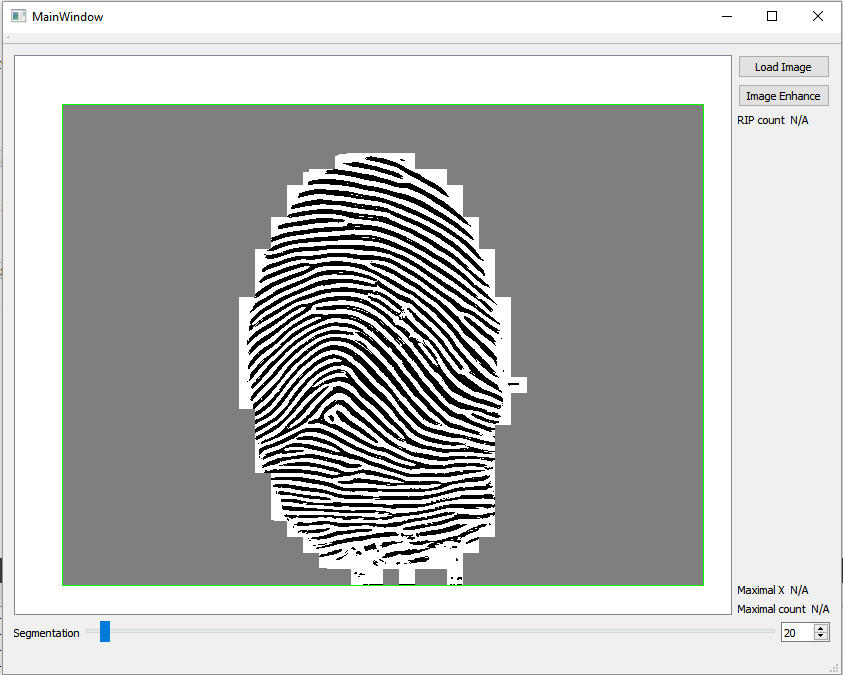 MainWindow
Load Image
Image Enhance
RIP count N/A
Maximal X N/A
Maximal count N/A
Segmentation
20